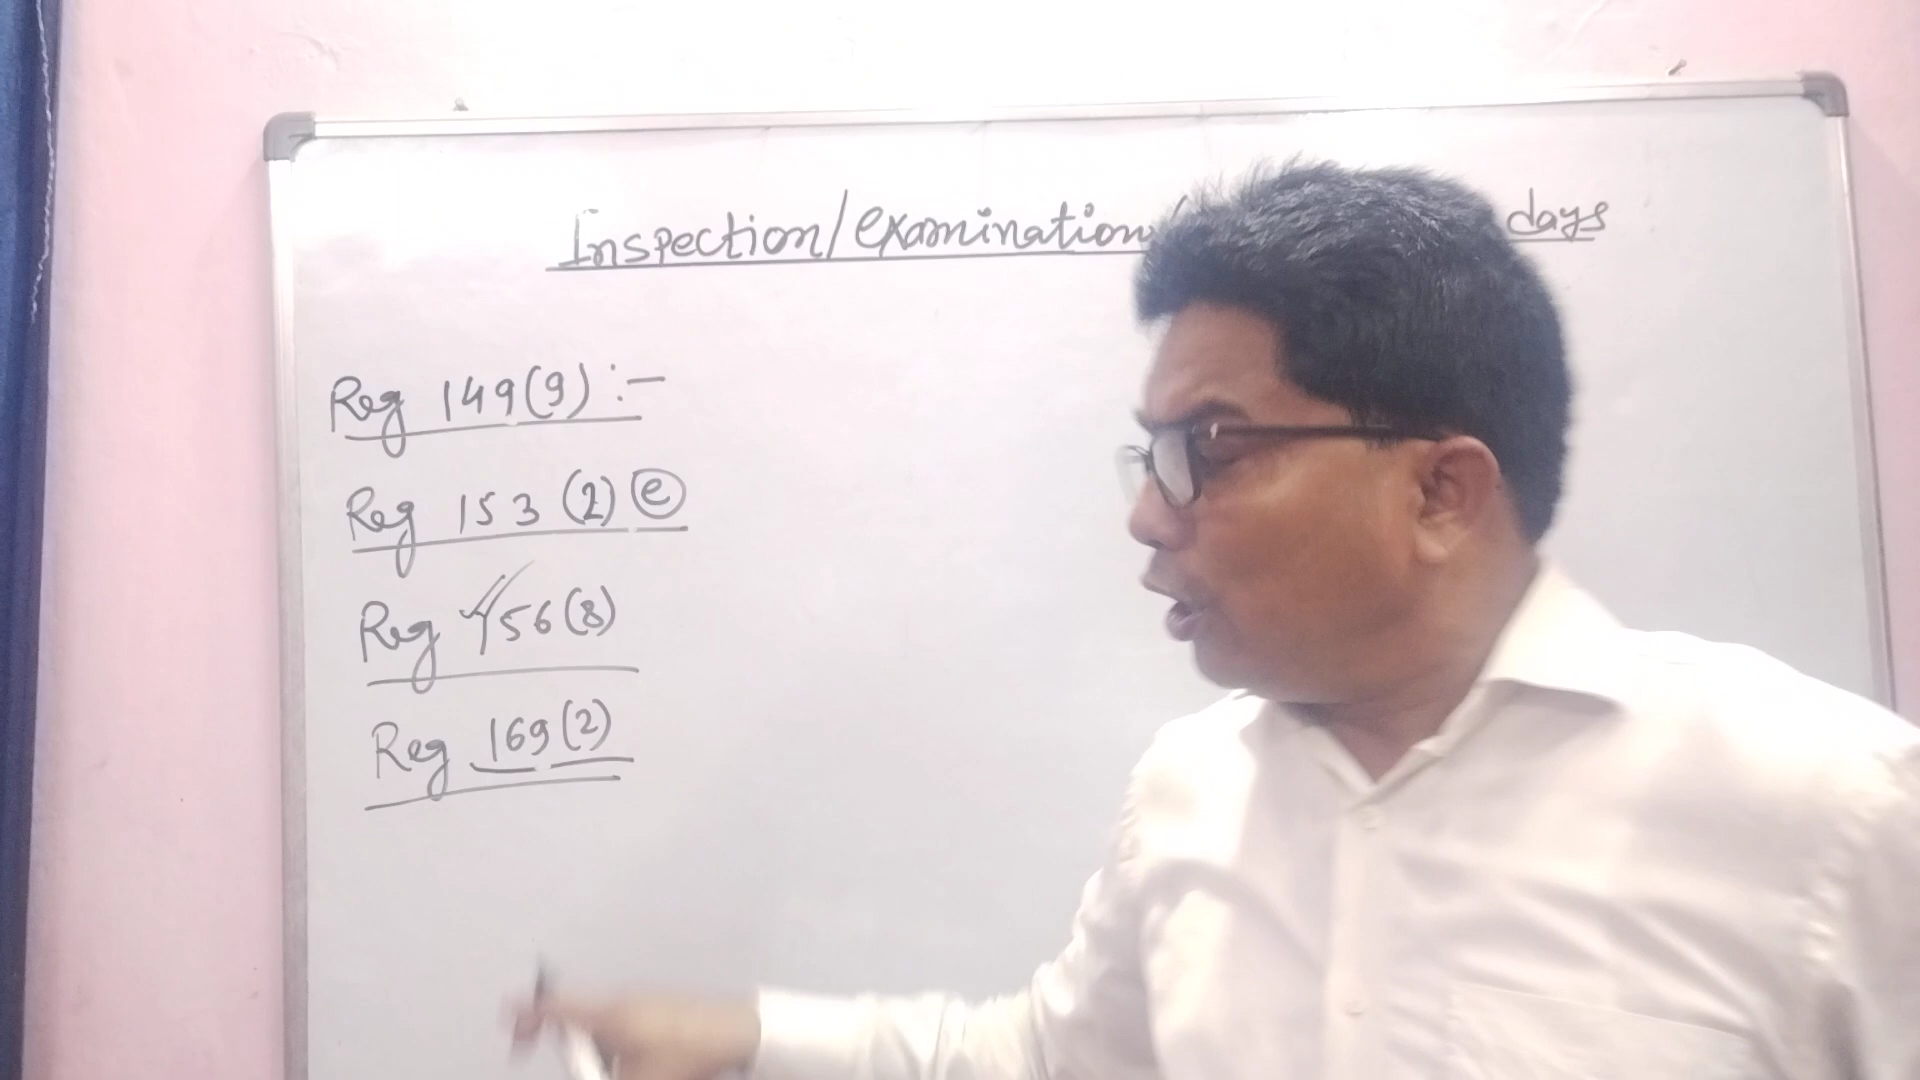 Inspection/examination days
Reg 149(9) :-
Reg 153 (2) (e)
Reg 156 (8)
Reg 169 (2)